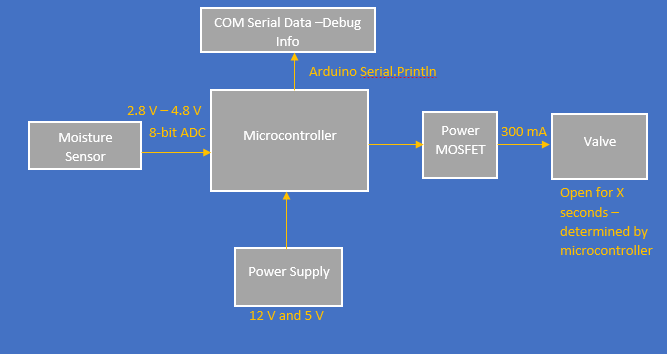 COM Serial Data –Debug
Info
Arduino Serial.Println
2.8 V – 4.8 V
8-bit ADC
Moisture
Sensor
Microcontroller
Power
MOSFET
300 mA
Valve
Open for X
seconds –
determined by
microcontroller
Power Supply
12 V and 5 V